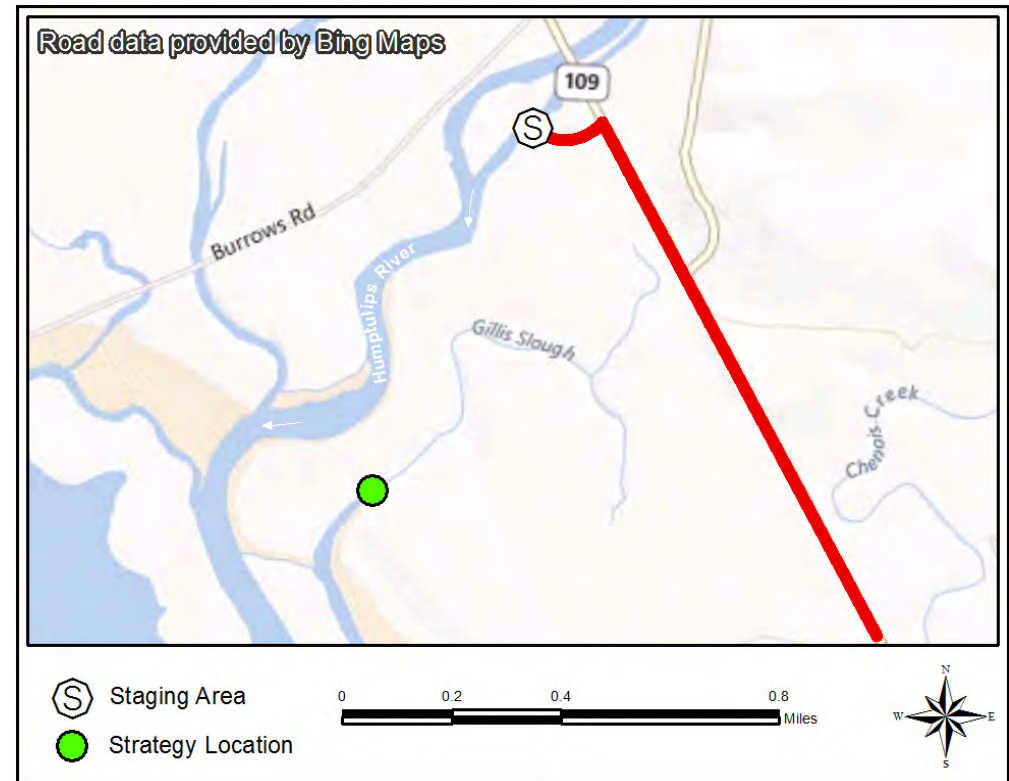 Road data provided by Bing Maps
109
S
Burrows Rd
Humptulips River
Gillis Slough
Chenois Creek
S Staging Area
Strategy Location
0 0.2 0.4 0.8
Miles
N
W E
S